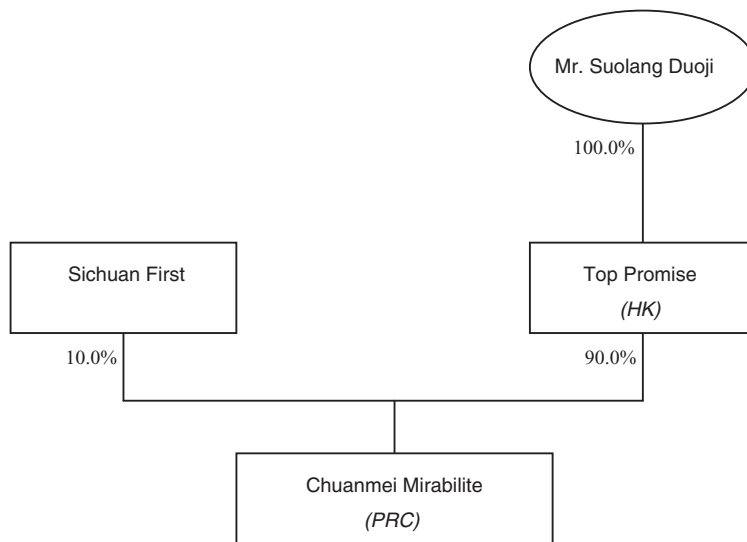 Mr. Suolang Duoji
100.0%
Sichuan First
Top Promise
(HK)
10.0%
90.0%
Chuanmei Mirabilite
(PRC)